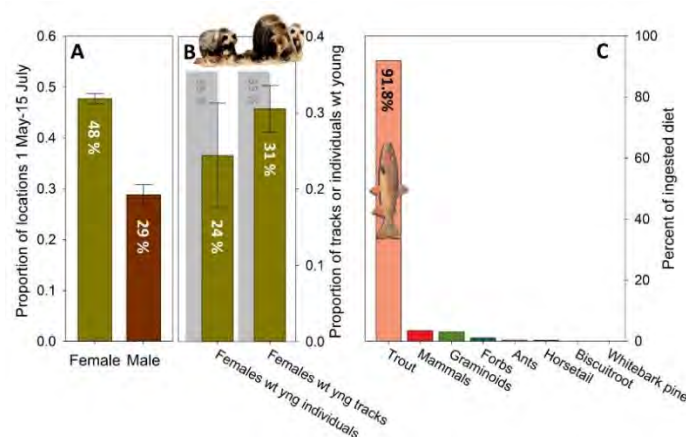 A
B
C
Proportion of locations 1 May-15 July
0.6
0.5
0.4
0.3
0.2
0.1
0.0
48 %
29 %
Female
Male
24 %
31 %
0.4
0.3
0.2
0.1
0.0
Proportion of tracks or individuals wt young
Females wt yng individuals
Females wt yng tracks
91.8%
100
80
60
40
20
0
Percent of ingested diet
Trout
Mammals
Graminoids
Forbs
Ants
Horsetail
Biscuitroot
Whitebark pine